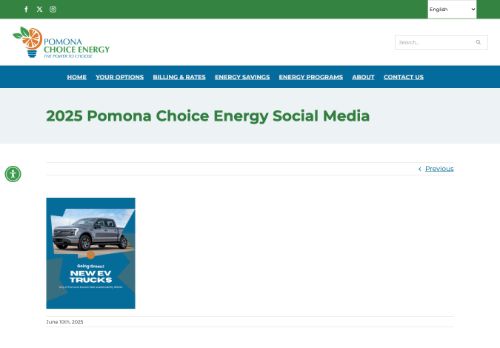 English
POMONA
CHOICE ENERGY
THE POWER TO CHOOSE
Search...
HOME YOUR OPTIONS BILLING & RATES ENERGY SAVINGS ENERGY PROGRAMS ABOUT CONTACT US
2025 Pomona Choice Energy Social Media
Previous
Going Green!
NEW EV
TRUCKS
June 10th, 2025